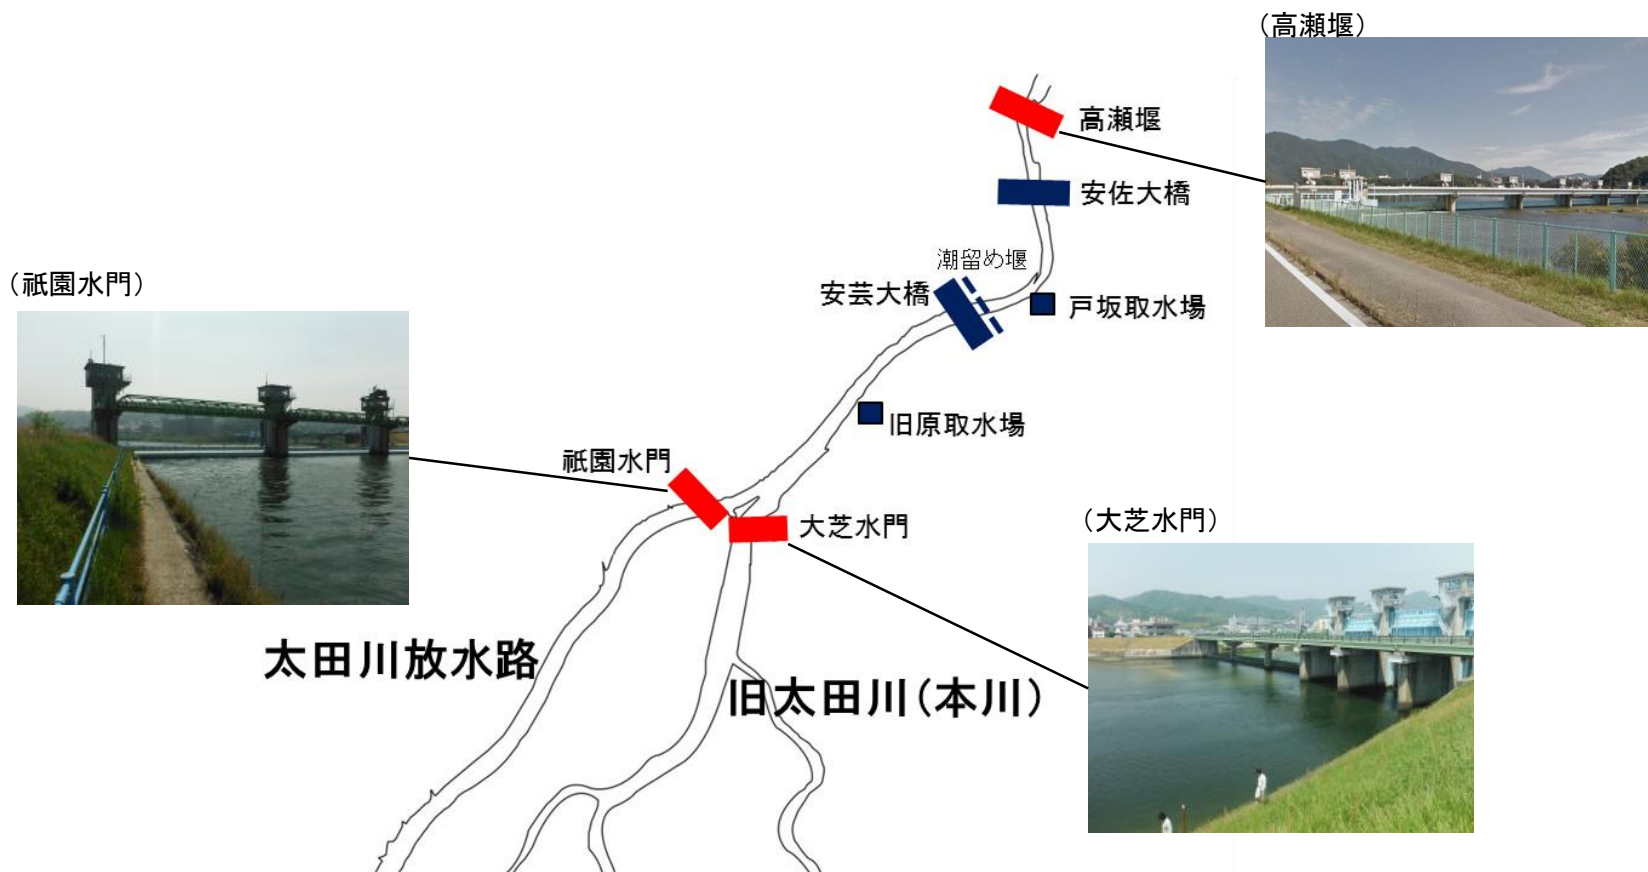 （高瀬堰）
高瀬堰
安佐大橋
潮留め堰
（祇園水門）
安芸大橋
戸坂取水場
旧原取水場
祇園水門
大芝水門
（大芝水門）
太田川放水路
旧太田川（本川）